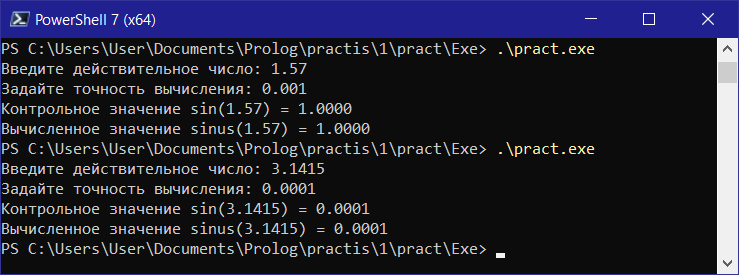 PowerShell 7 (x64)
PS C:\Users\User\Documents\Prolog\practis\1\pract\Exe> .\pract.exe
Введите действительное число: 1.57
Задайте точность вычисления: 0.001
Контрольное значение sin(1.57) = 1.0000
Вычисленное значение sinus(1.57) = 1.0000
PS C:\Users\User\Documents\Prolog\practis\1\pract\Exe> .\pract.exe
Введите действительное число: 3.1415
Задайте точность вычисления: 0.0001
Контрольное значение sin(3.1415) = 0.0001
Вычисленное значение sinus(3.1415) = 0.0001
PS C:\Users\User\Documents\Prolog\practis\1\pract\Exe>